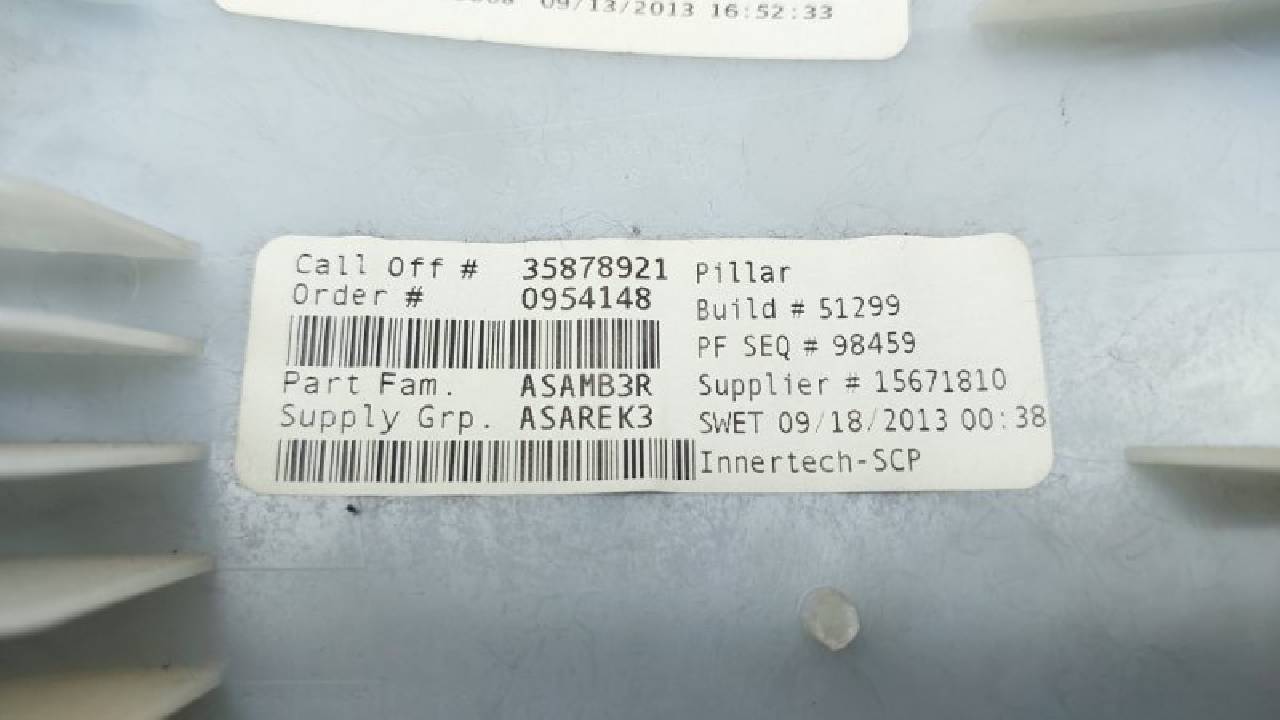 09/13/2013 16:52:33
Call Off # 35878921
Order # 0954148
Part Fam. ASAMB3R
Supply Grp. ASAREK3
Pillar
Build # 51299
PF SEQ # 98459
Supplier # 15671810
SWET 09/18/2013 00:38
Innertech-SCP